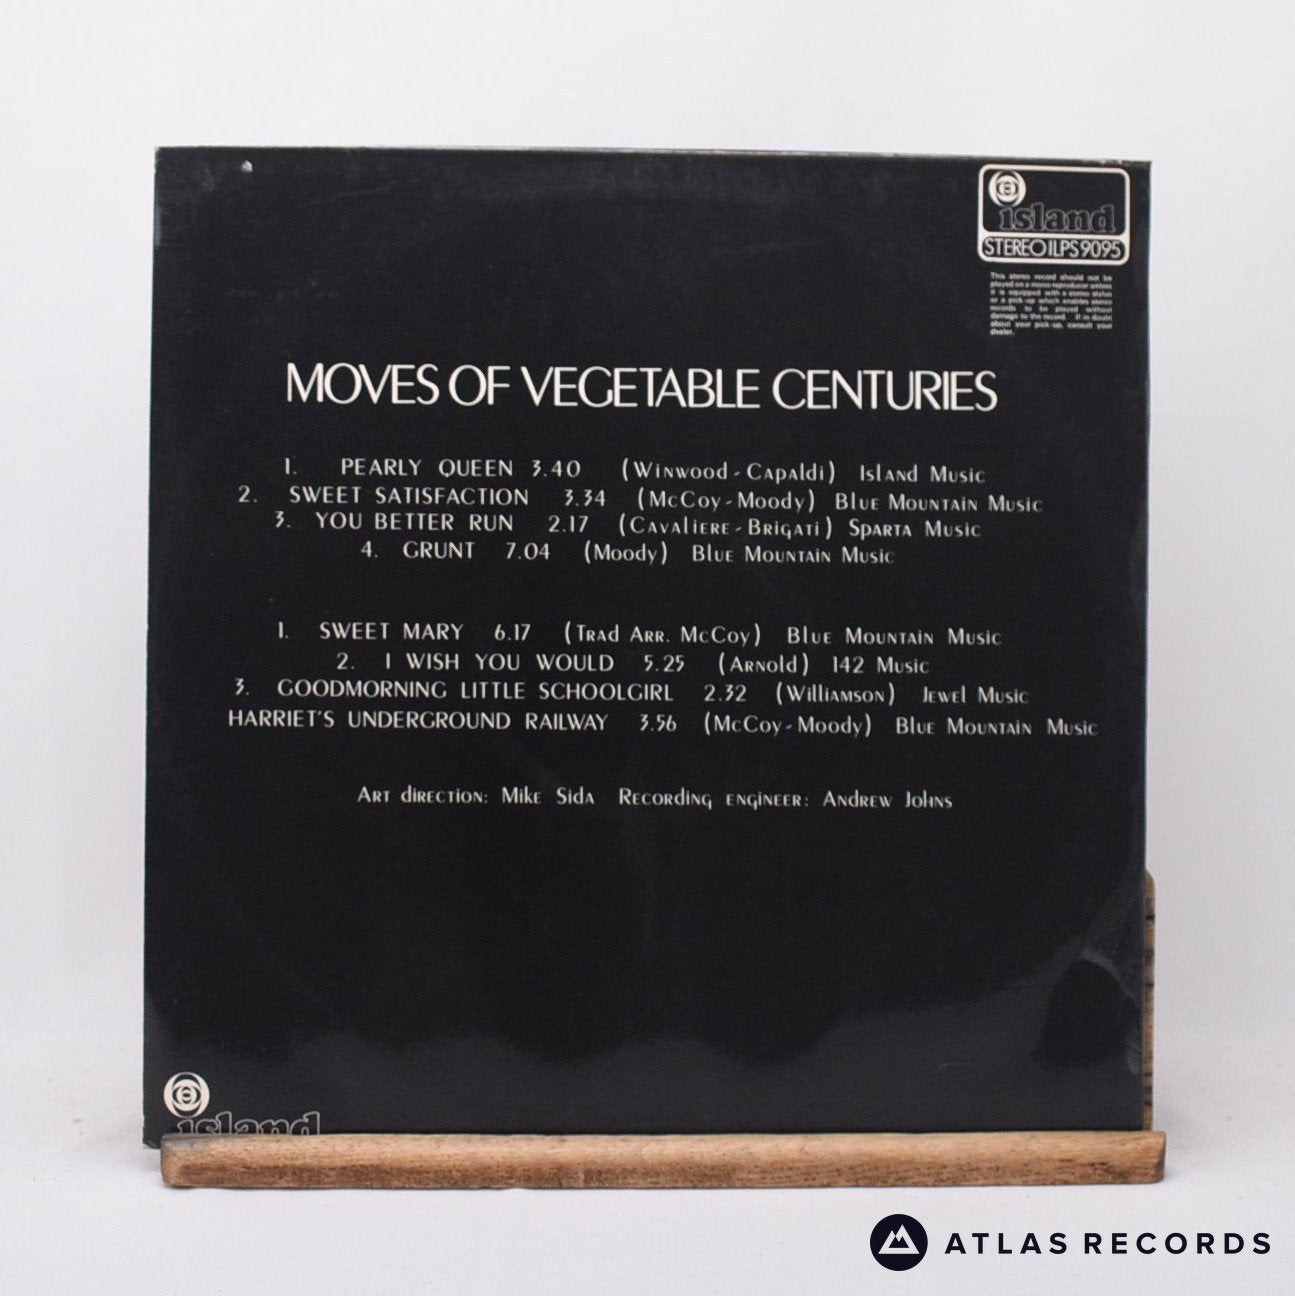 island
STEREO ILPS 9095
This stereo record should not be
played on a mono reproducer unless
it is equipped with a stereo stylus
or a pick-up which enables stereo
records to be played without
damage to the record. If in doubt
about your pick-up, consult your
dealer.
MOVES OF VEGETABLE CENTURIES
1. PEARLY QUEEN 3.40 (Winwood - Capaldi) Island Music
2. SWEET SATISFACTION 3.34 (McCoy - Moody) Blue Mountain Music
3. YOU BETTER RUN 2.17 (Cavaliere - Brigati) Sparta Music
4. GRUNT 7.04 (Moody) Blue Mountain Music
1. SWEET MARY 6.17 (Trad Arr. McCoy) Blue Mountain Music
2. I WISH YOU WOULD 5.25 (Arnold) 142 Music
3. GOODMORNING LITTLE SCHOOLGIRL 2.32 (Williamson) Jewel Music
HARRIET'S UNDERGROUND RAILWAY 3.56 (McCoy - Moody) Blue Mountain Music
Art direction: Mike Sida Recording engineer: Andrew Johns
island
ATLAS RECORDS